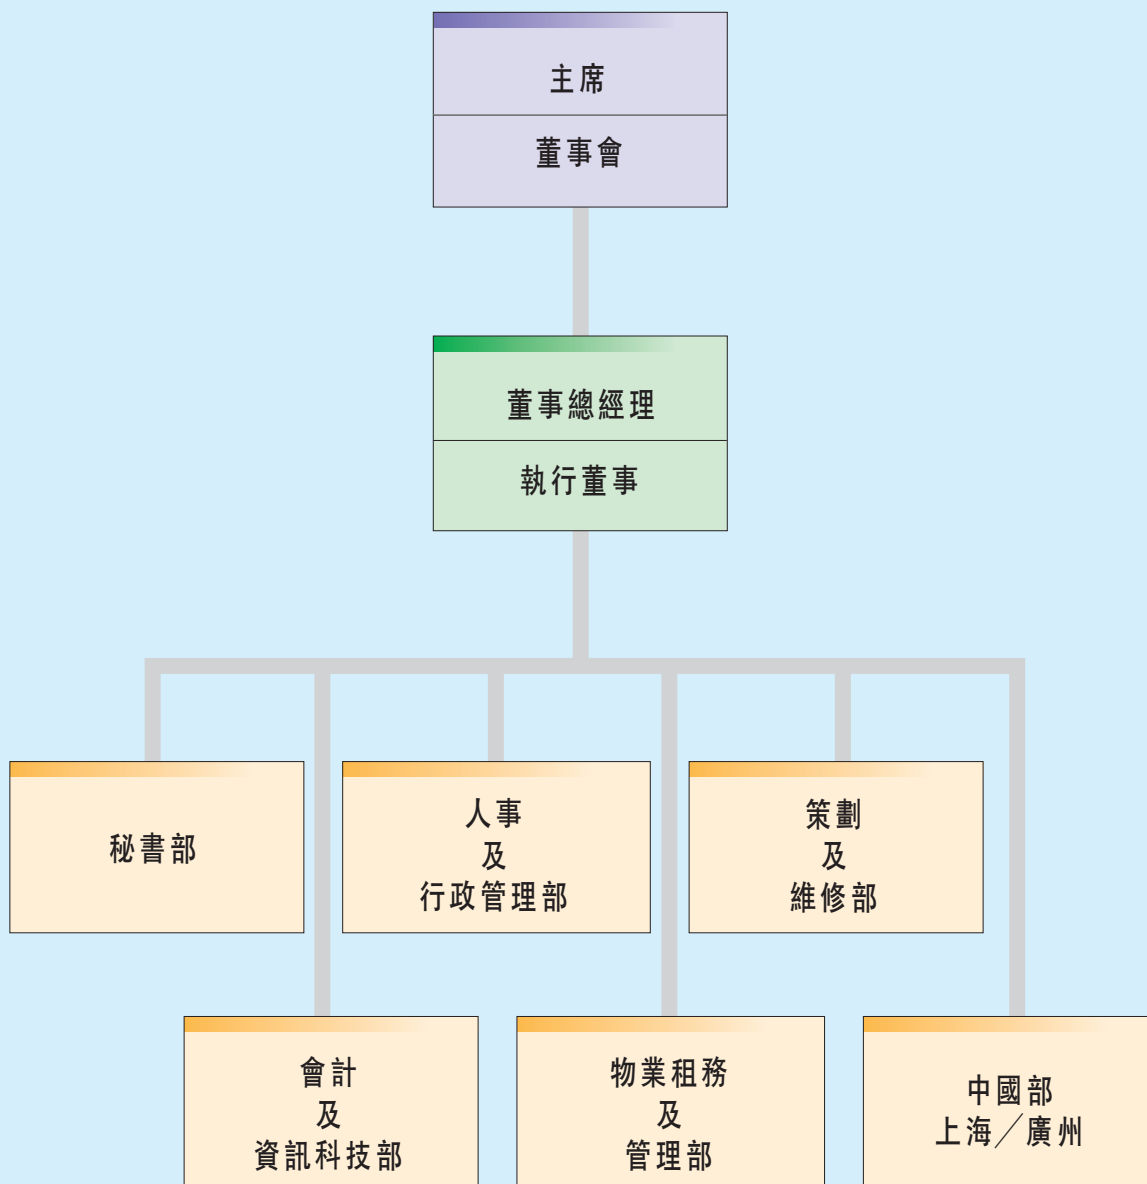 主席
董事會
董事總經理
執行董事
秘書部
人事
及
行政管理部
策劃
及
維修部
會計
及
資訊科技部
物業租務
及
管理部
中國部
上海／廣州